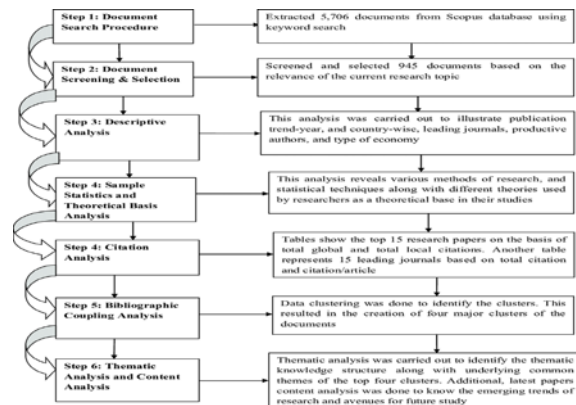 Step 1: Document
Search Procedure
Extracted 5,706 documents from Scopus database using
keyword search
Step 2: Document
Screening & Selection
Screened and selected 945 documents based on the
relevance of the current research topic
Step 3: Descriptive
Analysis
This analysis was carried out to illustrate publication
trend-year, and country-wise, leading journals, productive
authors, and type of economy
Step 4: Sample
Statistics and
Theoretical Basis
Analysis
This analysis reveals various methods of research, and
statistical techniques along with different theories used
by researchers as a theoretical base in their studies
Step 4: Citation
Analysis
Tables show the top 15 research papers on the basis of
total global and total local citations. Another table
represents 15 leading journals based on total citation
and citation/article
Step 5: Bibliographic
Coupling Analysis
Data clustering was done to identify the clusters. This
resulted in the creation of four major clusters of the
documents
Step 6: Thematic
Analysis and Content
Analysis
Thematic analysis was carried out to identify the thematic
knowledge structure along with underlying common
themes of the top four clusters. Additional, latest papers
content analysis was done to know the emerging trends of
research and avenues for future study